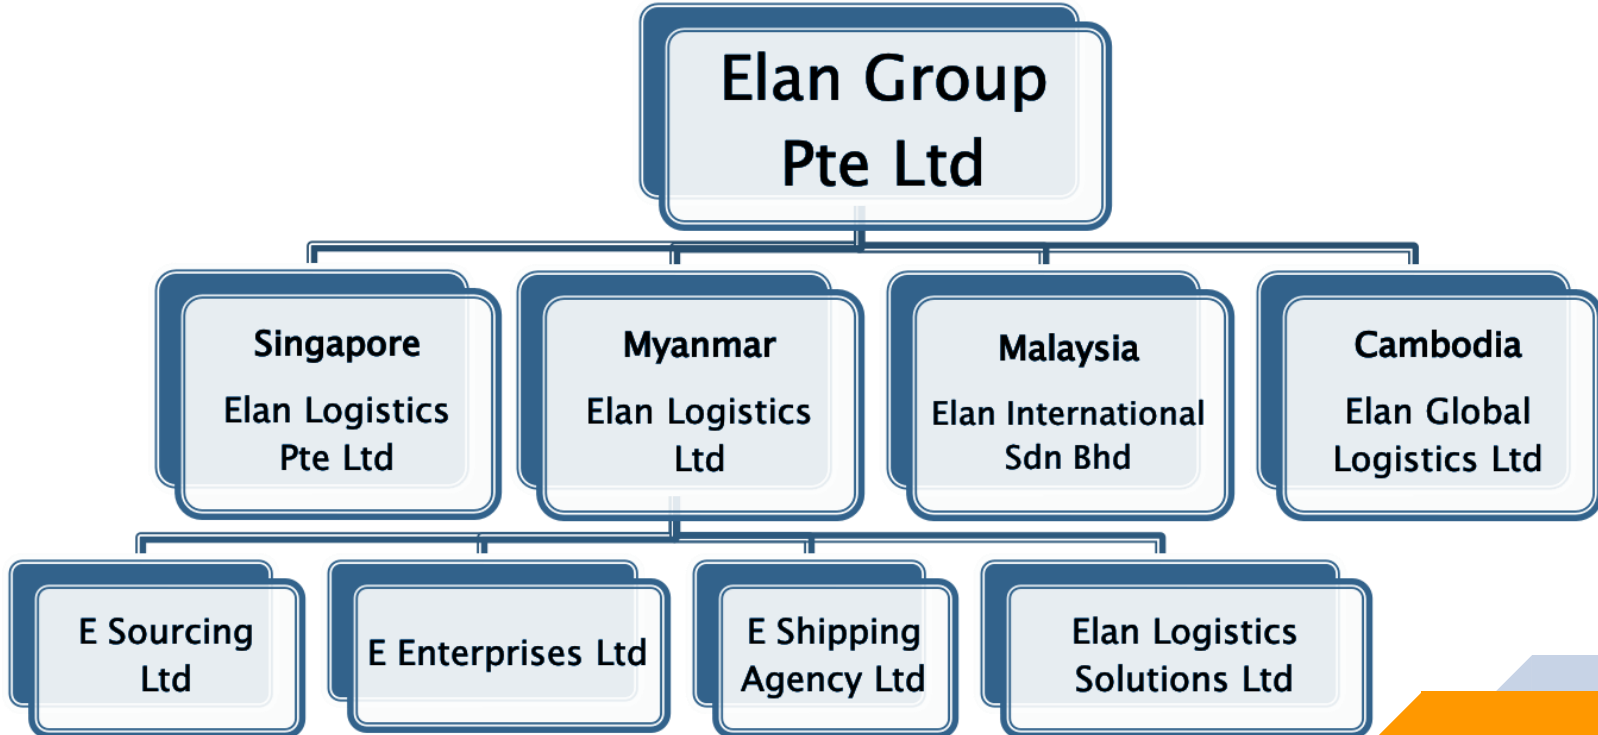 Elan Group
Pte Ltd
Singapore
Elan Logistics
Pte Ltd
Myanmar
Elan Logistics
Ltd
Malaysia
Elan International
Sdn Bhd
Cambodia
Elan Global
Logistics Ltd
E Sourcing
Ltd
E Enterprises Ltd
E Shipping
Agency Ltd
Elan Logistics
Solutions Ltd